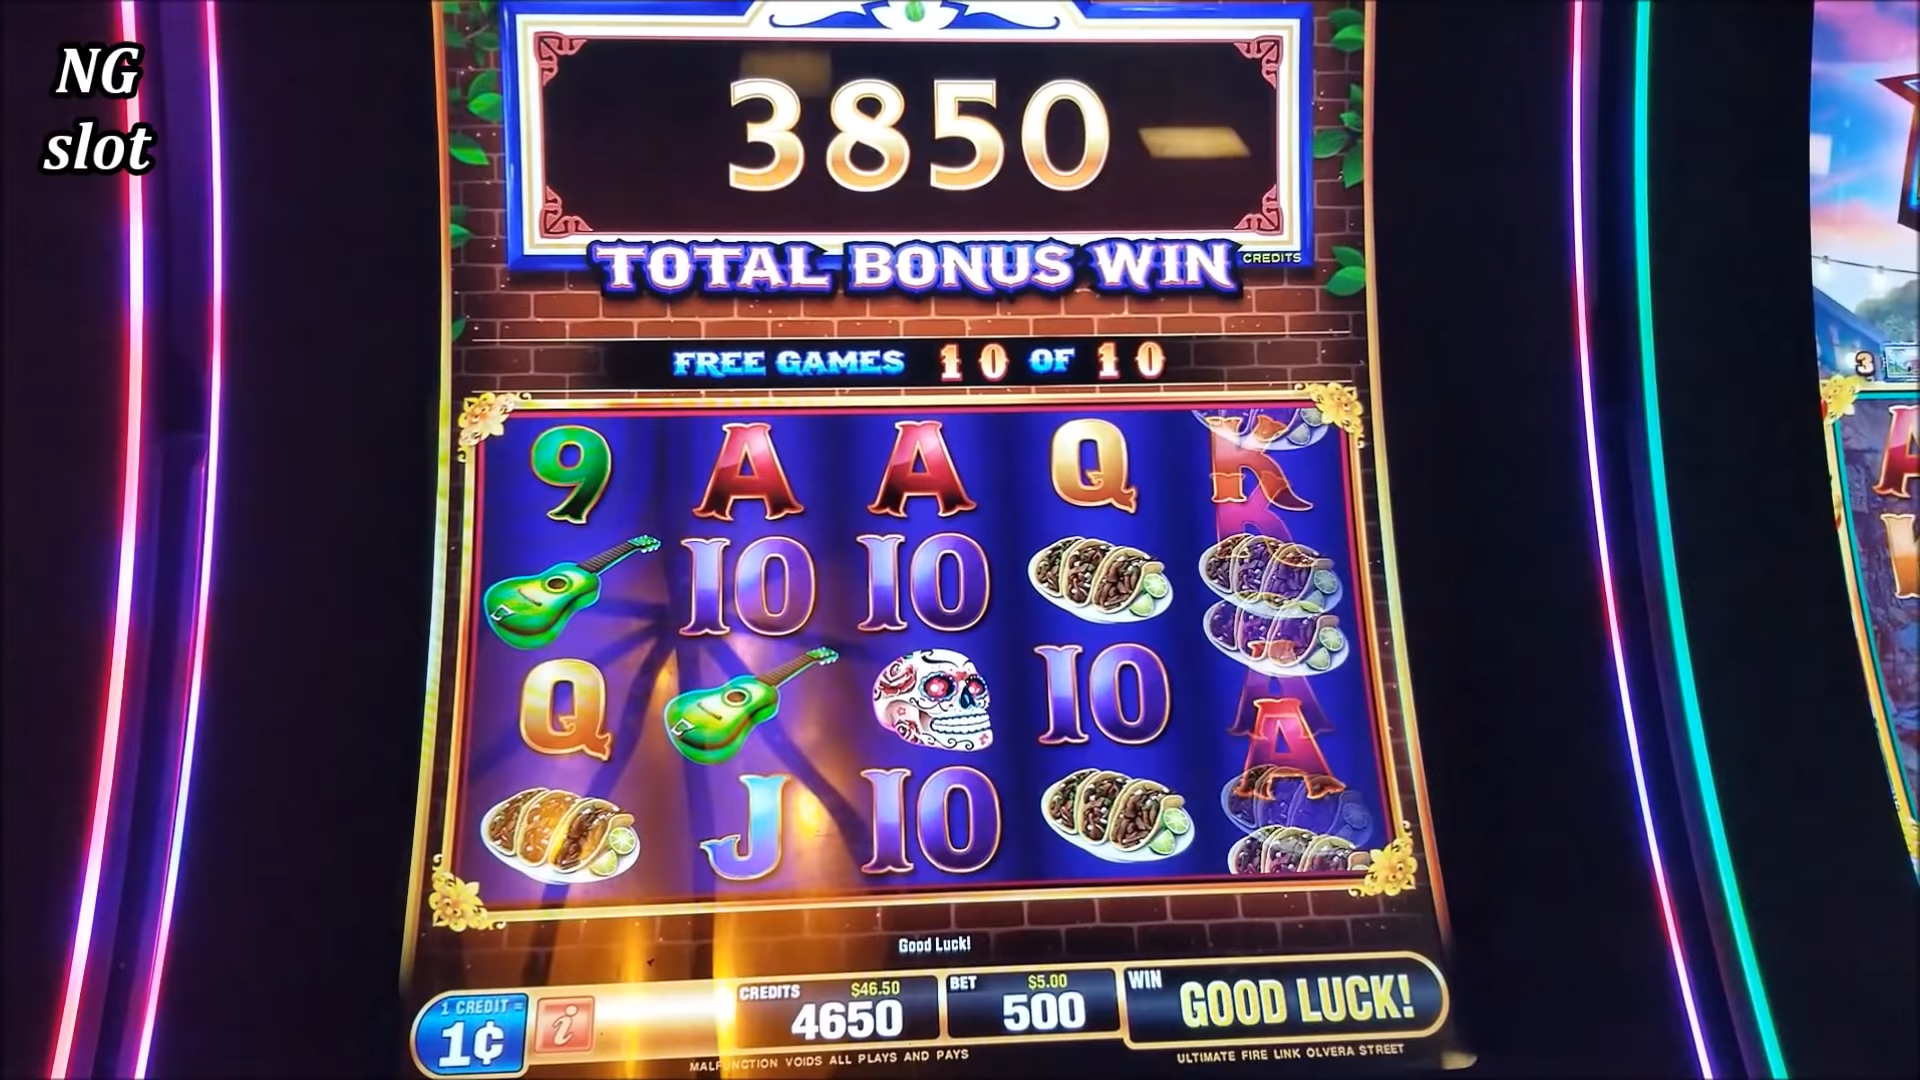 NG
slot
3850
TOTAL BONUS WIN CREDITS
FREE GAMES 10 OF 10
9 A A Q K
10 10
Q 10 A
J 10
Good Luck!
1 CREDIT =
1¢
i
CREDITS $46.50
4650
BET $5.00
500
WIN
GOOD LUCK!
MALFUNCTION VOIDS ALL PLAYS AND PAYS
ULTIMATE FIRE LINK OLVERA STREET
3
A